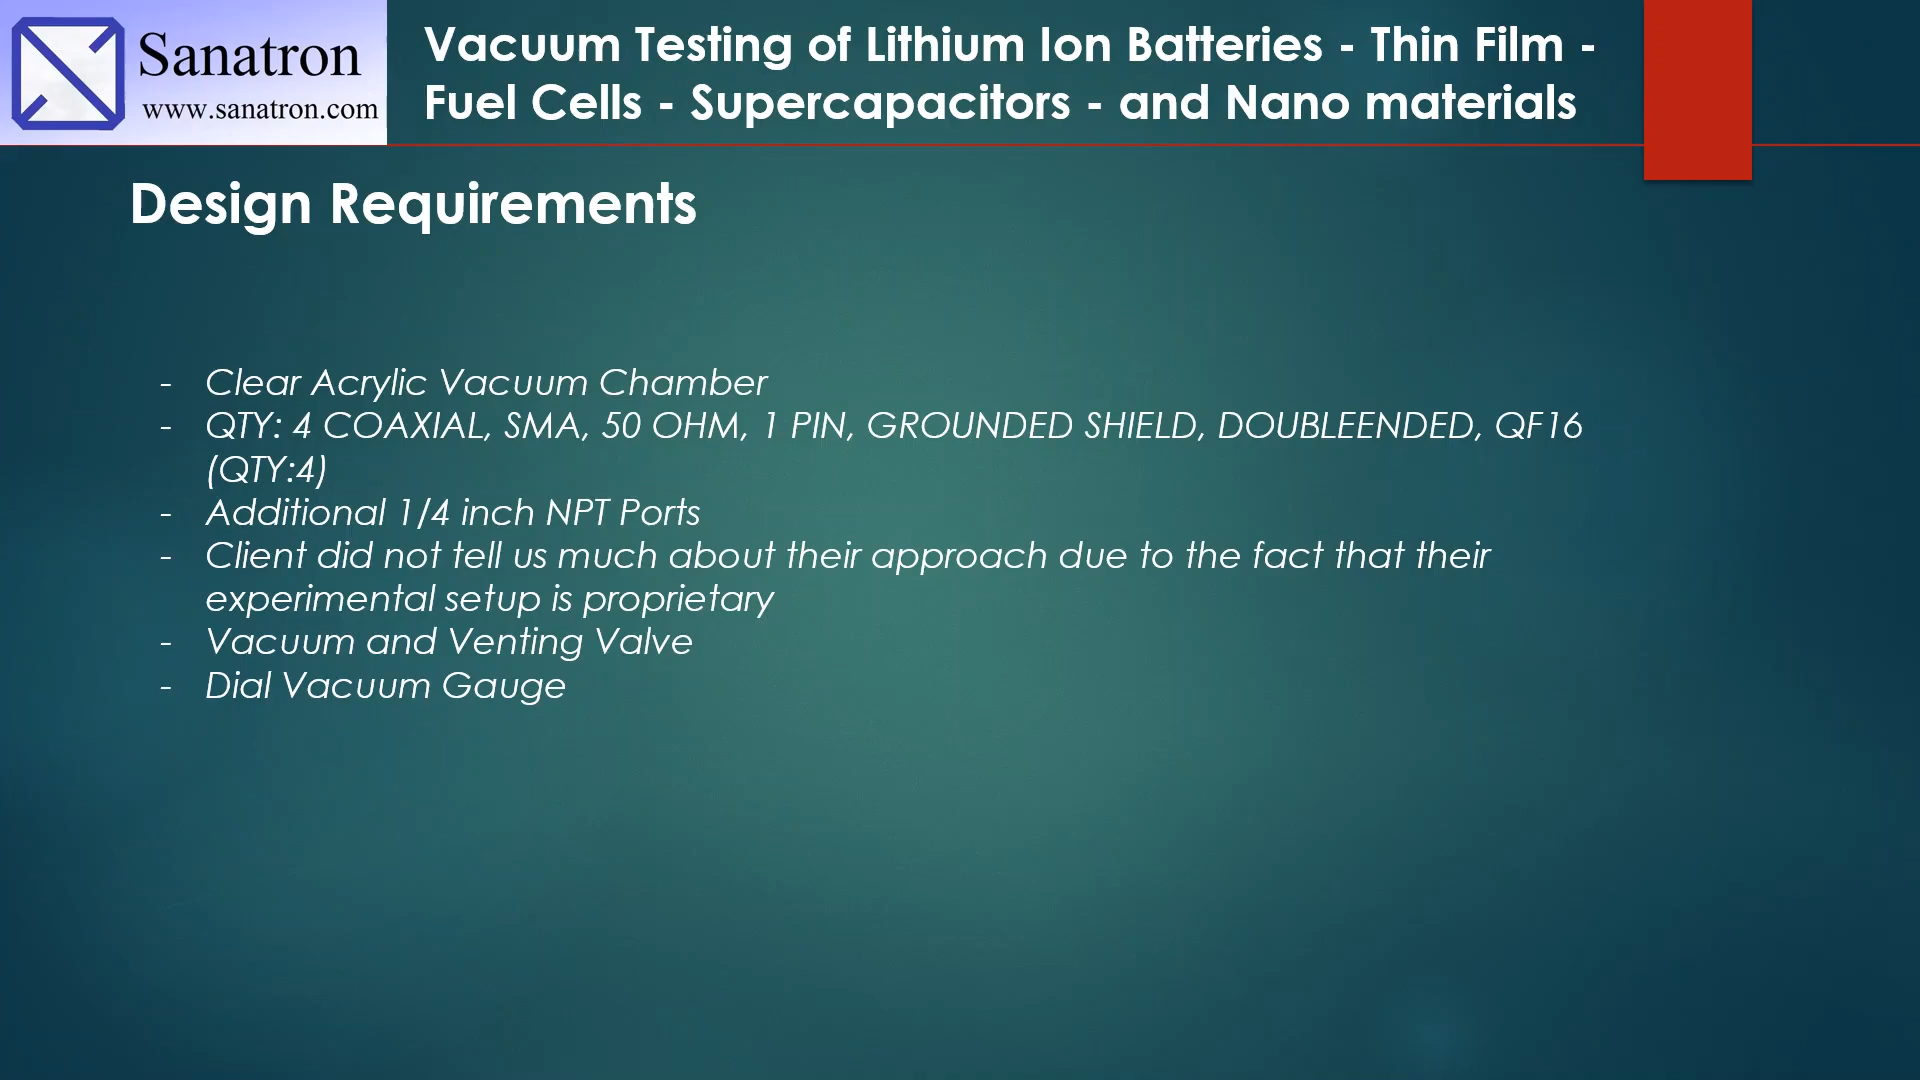 Sanatron
www.sanatron.com
Vacuum Testing of Lithium Ion Batteries - Thin Film -
Fuel Cells - Supercapacitors - and Nano materials
Design Requirements
- Clear Acrylic Vacuum Chamber
- QTY: 4 COAXIAL, SMA, 50 OHM, 1 PIN, GROUNDED SHIELD, DOUBLEENDED, QF16
(QTY:4)
- Additional 1/4 inch NPT Ports
- Client did not tell us much about their approach due to the fact that their
experimental setup is proprietary
- Vacuum and Venting Valve
- Dial Vacuum Gauge